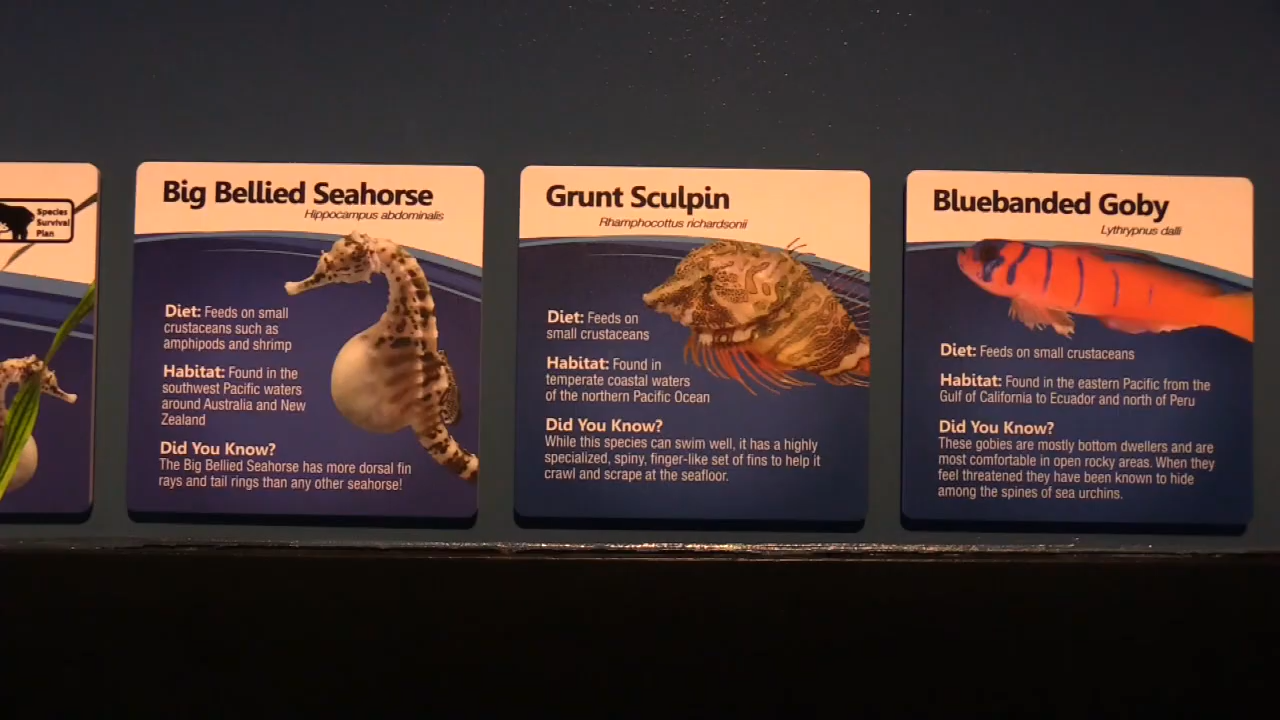 Species
Survival
Plan
Big Bellied Seahorse
Hippocampus abdominalis
Diet: Feeds on small
crustaceans such as
amphipods and shrimp
Habitat: Found in the
southwest Pacific waters
around Australia and New
Zealand
Did You Know?
The Big Bellied Seahorse has more dorsal fin
rays and tail rings than any other seahorse!
Grunt Sculpin
Rhamphocottus richardsonii
Diet: Feeds on
small crustaceans
Habitat: Found in
temperate coastal waters
of the northern Pacific Ocean
Did You Know?
While this species can swim well, it has a highly
specialized, spiny, finger-like set of fins to help it
crawl and scrape at the seafloor.
Bluebanded Goby
Lythrypnus dalli
Diet: Feeds on small crustaceans
Habitat: Found in the eastern Pacific from the
Gulf of California to Ecuador and north of Peru
Did You Know?
These gobies are mostly bottom dwellers and are
most comfortable in open rocky areas. When they
feel threatened they have been known to hide
among the spines of sea urchins.